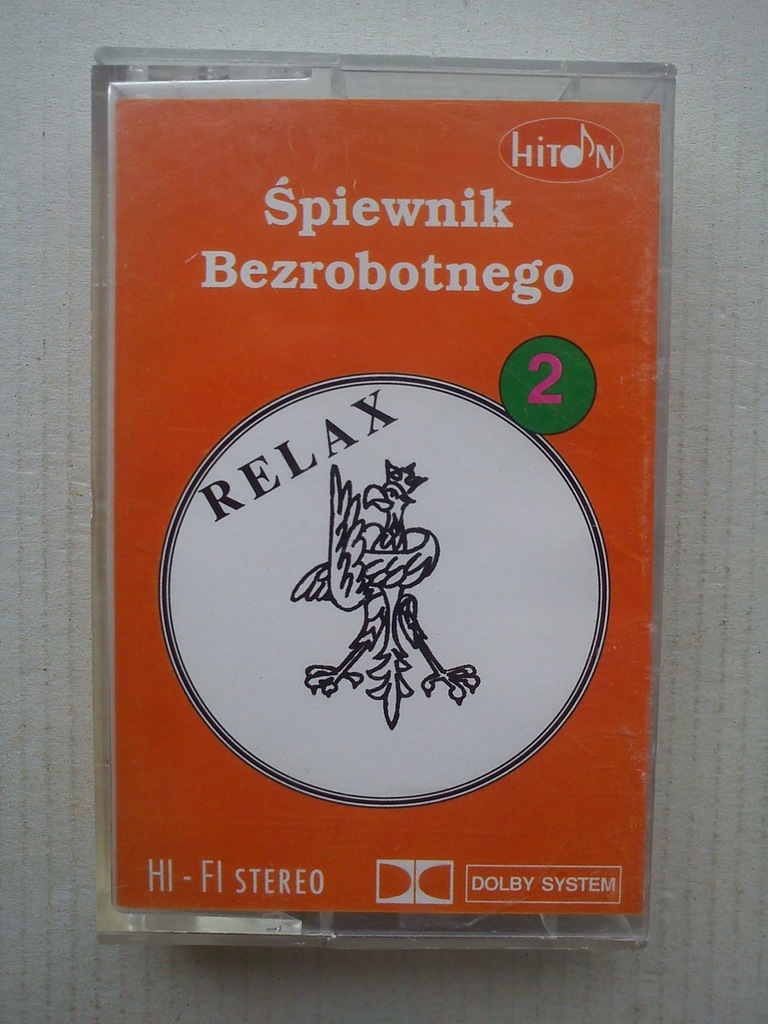 HiTON
Śpiewnik
Bezrobotnego
2
RELAX
HI - FI STEREO
DOLBY SYSTEM